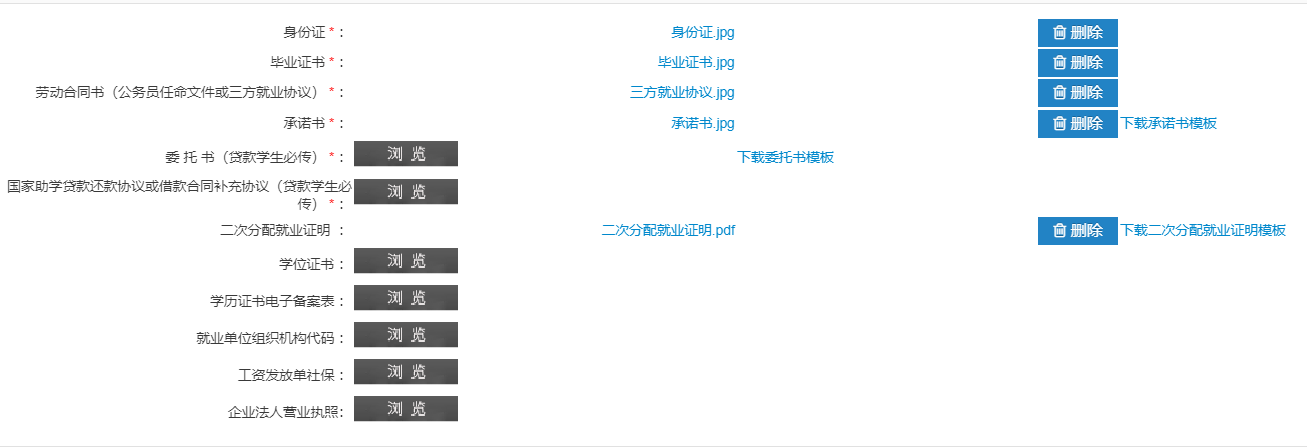 身份证 * ： 身份证.jpg 删除
毕业证书 * ： 毕业证书.jpg 删除
劳动合同书（公务员任命文件或三方就业协议） * ： 三方就业协议.jpg 删除
承诺书 * ： 承诺书.jpg 删除 下载承诺书模板
委 托 书（贷款学生必传） * ： 浏 览 下载委托书模板
国家助学贷款还款协议或借款合同补充协议（贷款学生必
传） * ： 浏 览
二次分配就业证明 ： 二次分配就业证明.pdf 删除 下载二次分配就业证明模板
学位证书 ： 浏 览
学历证书电子备案表 ： 浏 览
就业单位组织机构代码 ： 浏 览
工资发放单社保 ： 浏 览
企业法人营业执照: 浏 览